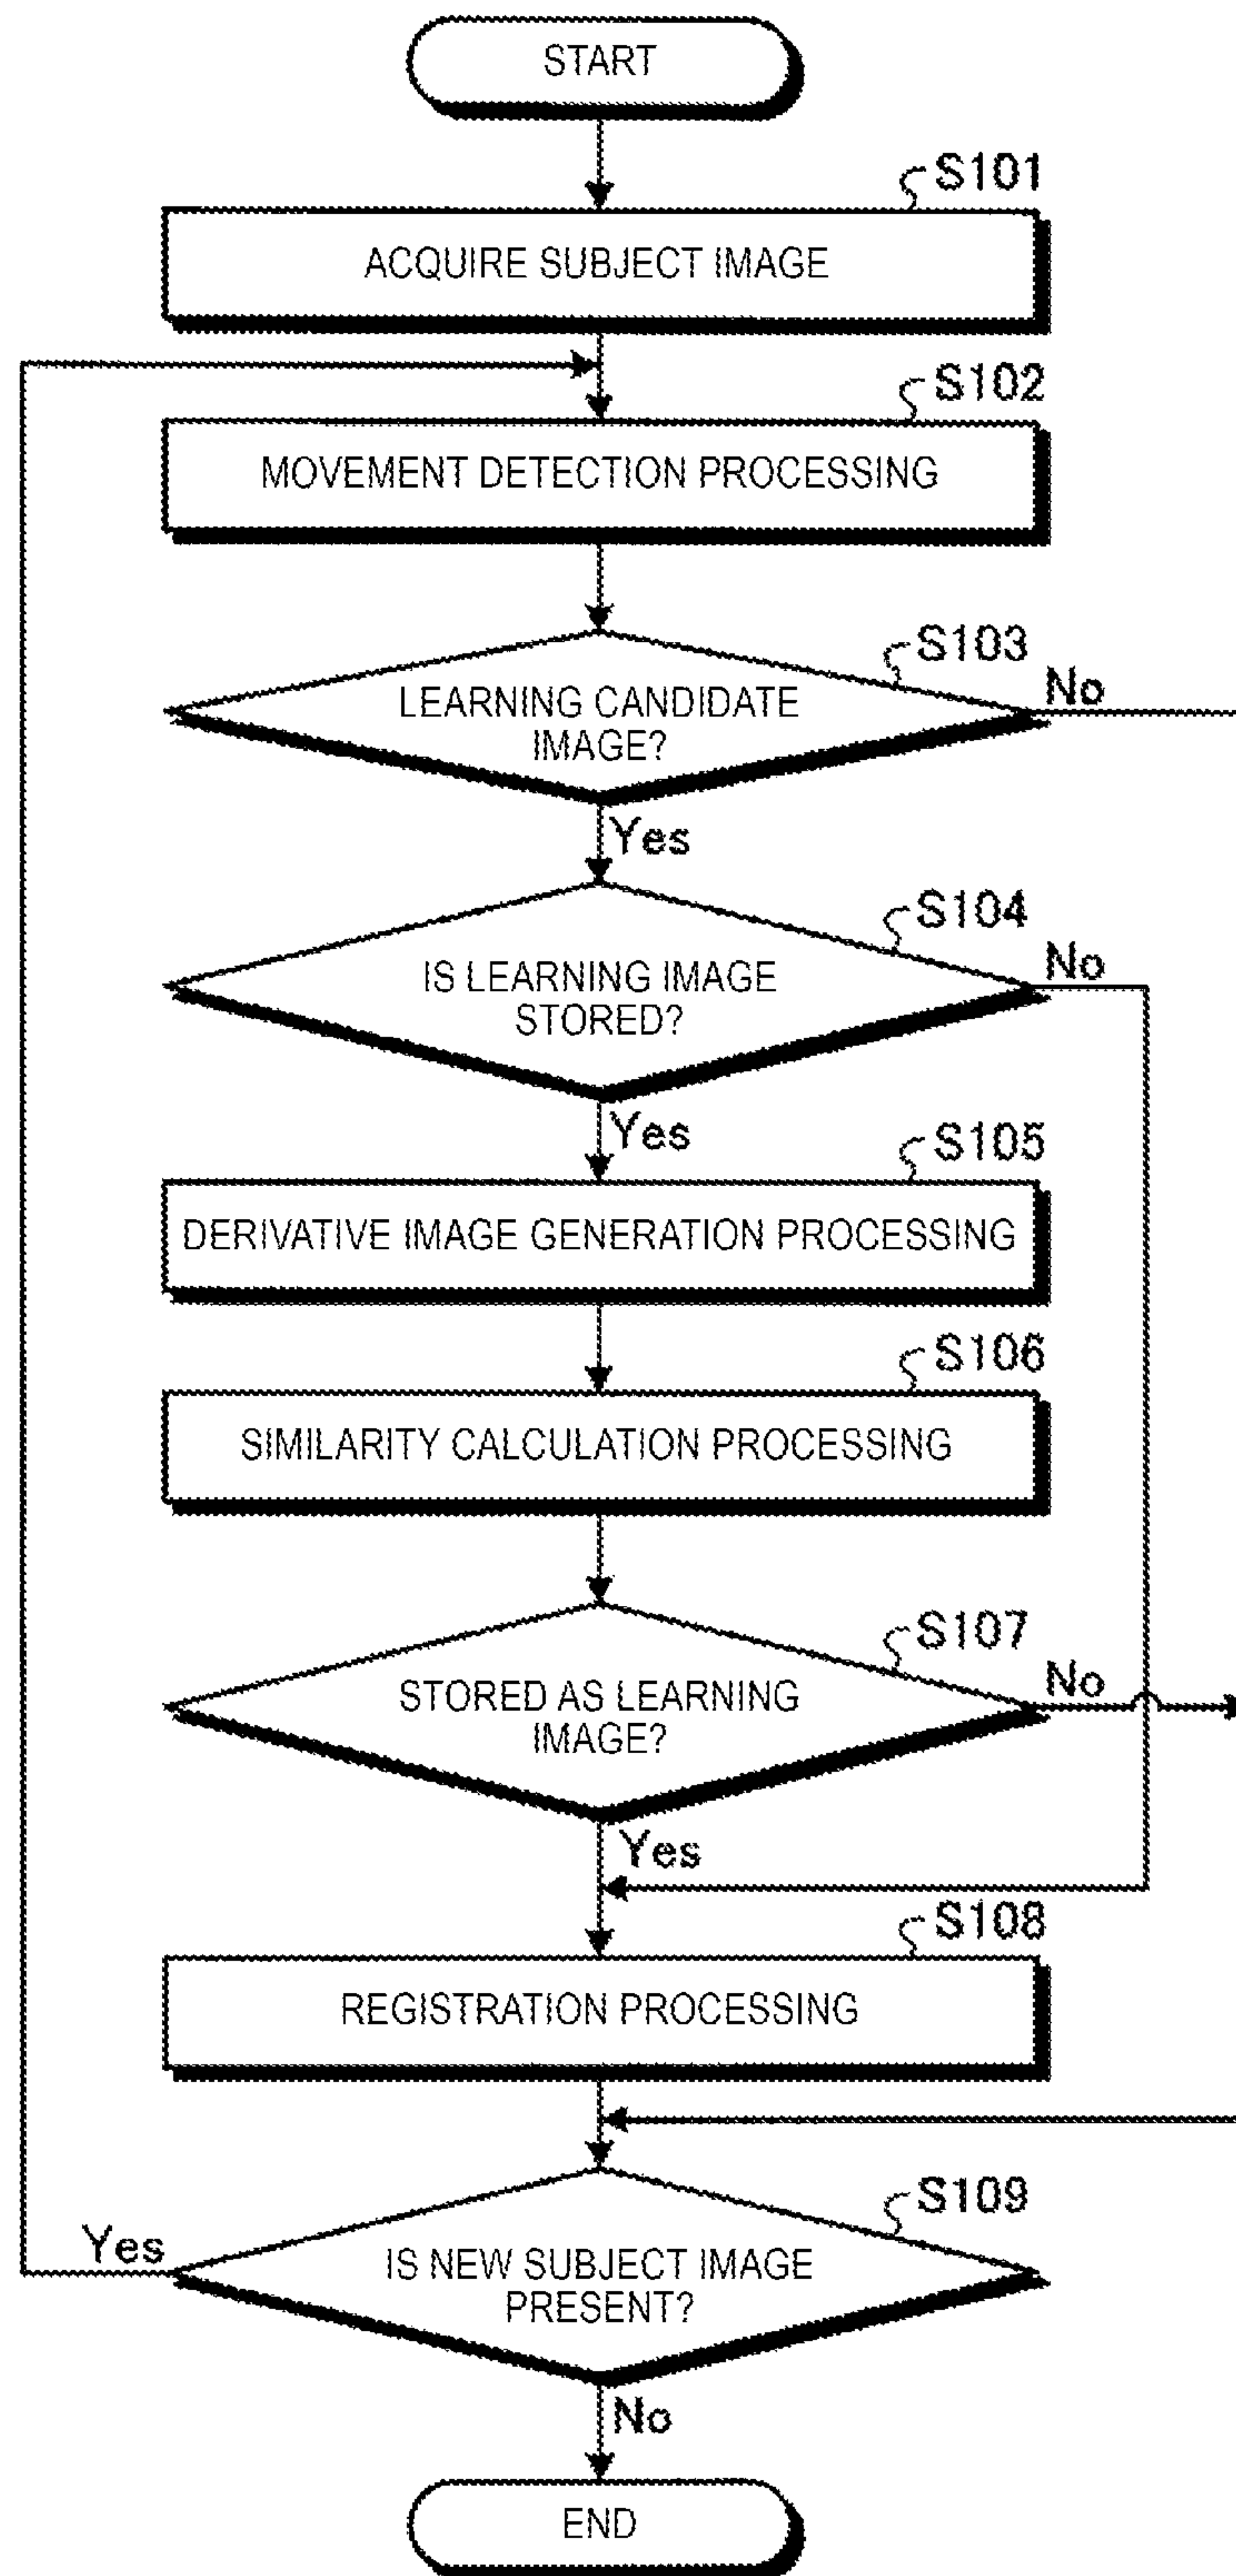 START
S101
ACQUIRE SUBJECT IMAGE
S102
MOVEMENT DETECTION PROCESSING
S103
LEARNING CANDIDATE
IMAGE?
No
Yes
S104
IS LEARNING IMAGE
STORED?
No
Yes
S105
DERIVATIVE IMAGE GENERATION PROCESSING
S106
SIMILARITY CALCULATION PROCESSING
S107
STORED AS LEARNING
IMAGE?
No
Yes
S108
REGISTRATION PROCESSING
S109
IS NEW SUBJECT IMAGE
PRESENT?
Yes
No
END